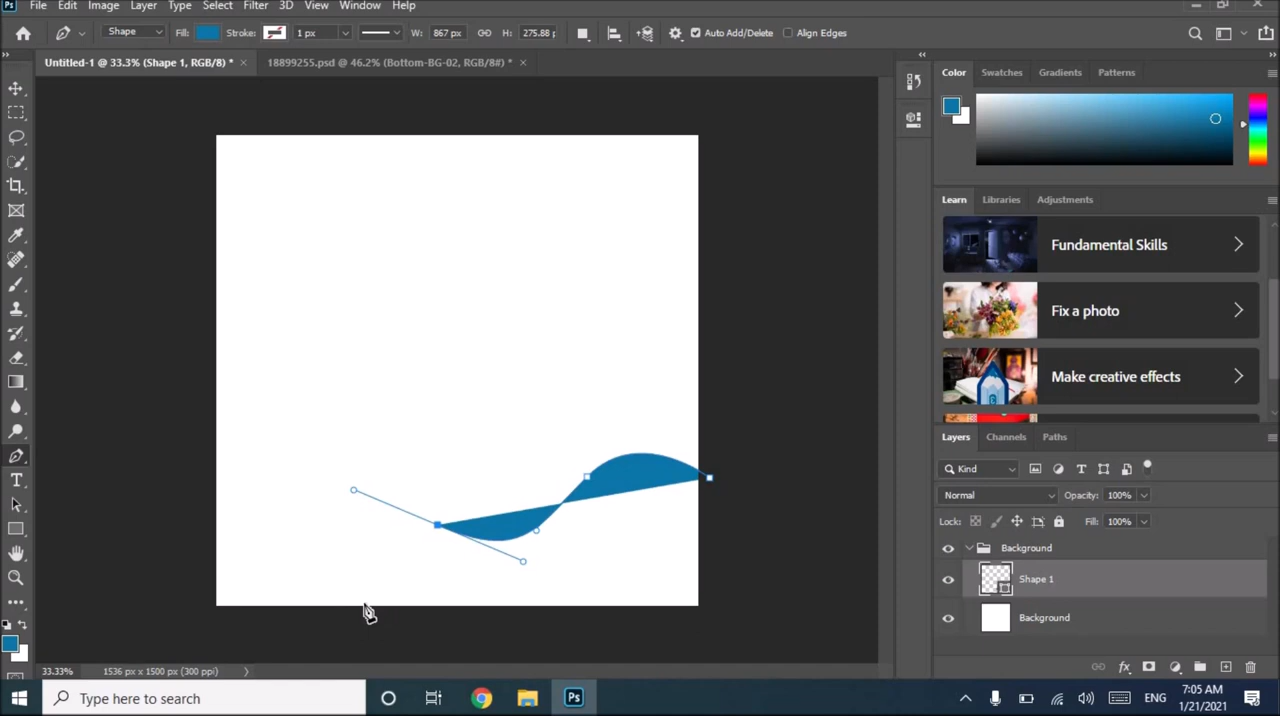 Ps File Edit Image Layer Type Select Filter 3D View Window Help
Shape Fill: Stroke: 1 px W: 867 px H: 275.88 p Auto Add/Delete Align Edges
Untitled-1 @ 33.3% (Shape 1, RGB/8) * 18899255.psd @ 46.2% (Bottom-BG-02, RGB/8#) *
Color Swatches Gradients Patterns
Learn Libraries Adjustments
Fundamental Skills
Fix a photo
Make creative effects
Layers Channels Paths
Kind
Normal Opacity: 100%
Lock: Fill: 100%
Background
Shape 1
Background
fx
33.33% 1536 px x 1500 px (300 ppi)
Type here to search Ps ENG 7:05 AM
1/21/2021